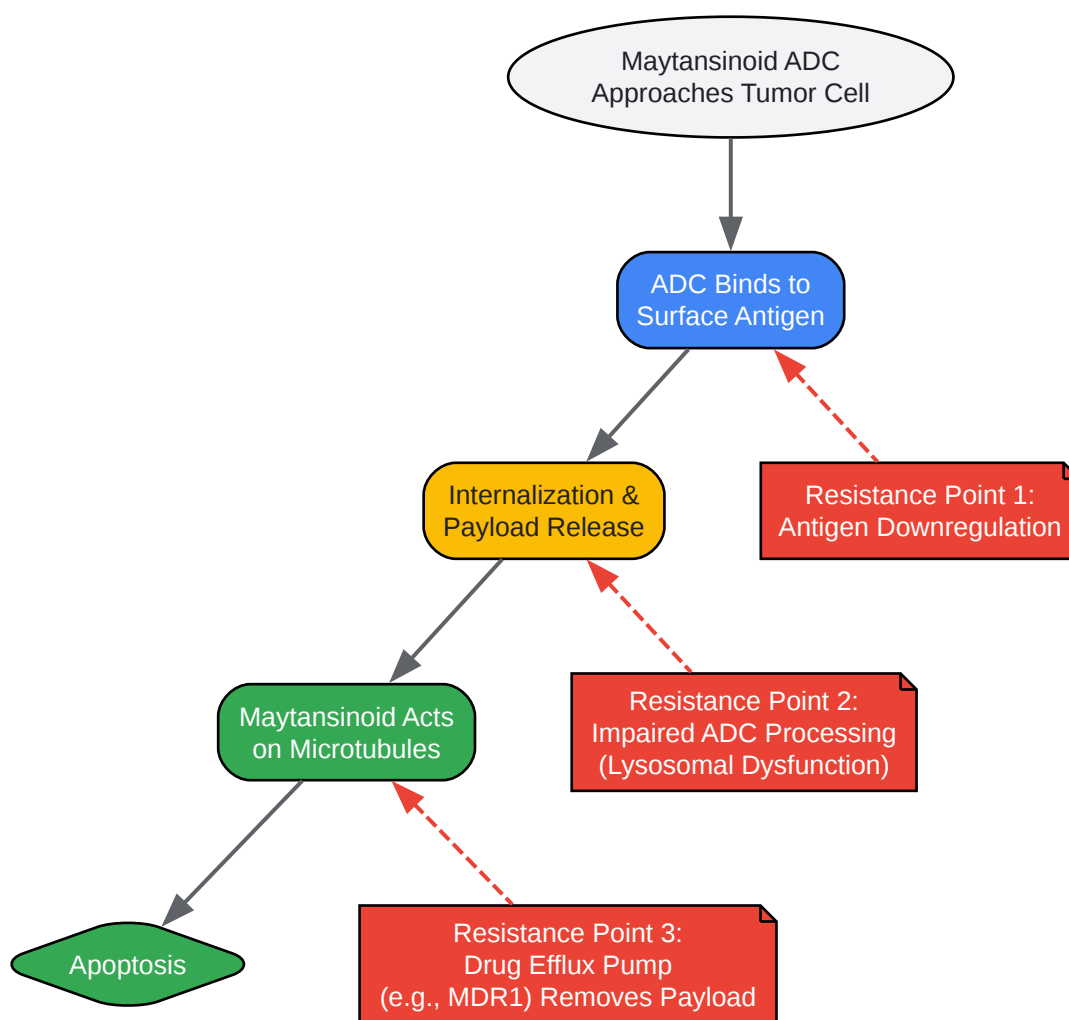 Maytansinoid ADC
Approaches Tumor Cell
ADC Binds to
Surface Antigen
Internalization &
Payload Release
Resistance Point 1:
Antigen Downregulation
Maytansinoid Acts
on Microtubules
Resistance Point 2:
Impaired ADC Processing
(Lysosomal Dysfunction)
Apoptosis
Resistance Point 3:
Drug Efflux Pump
(e.g., MDR1) Removes Payload